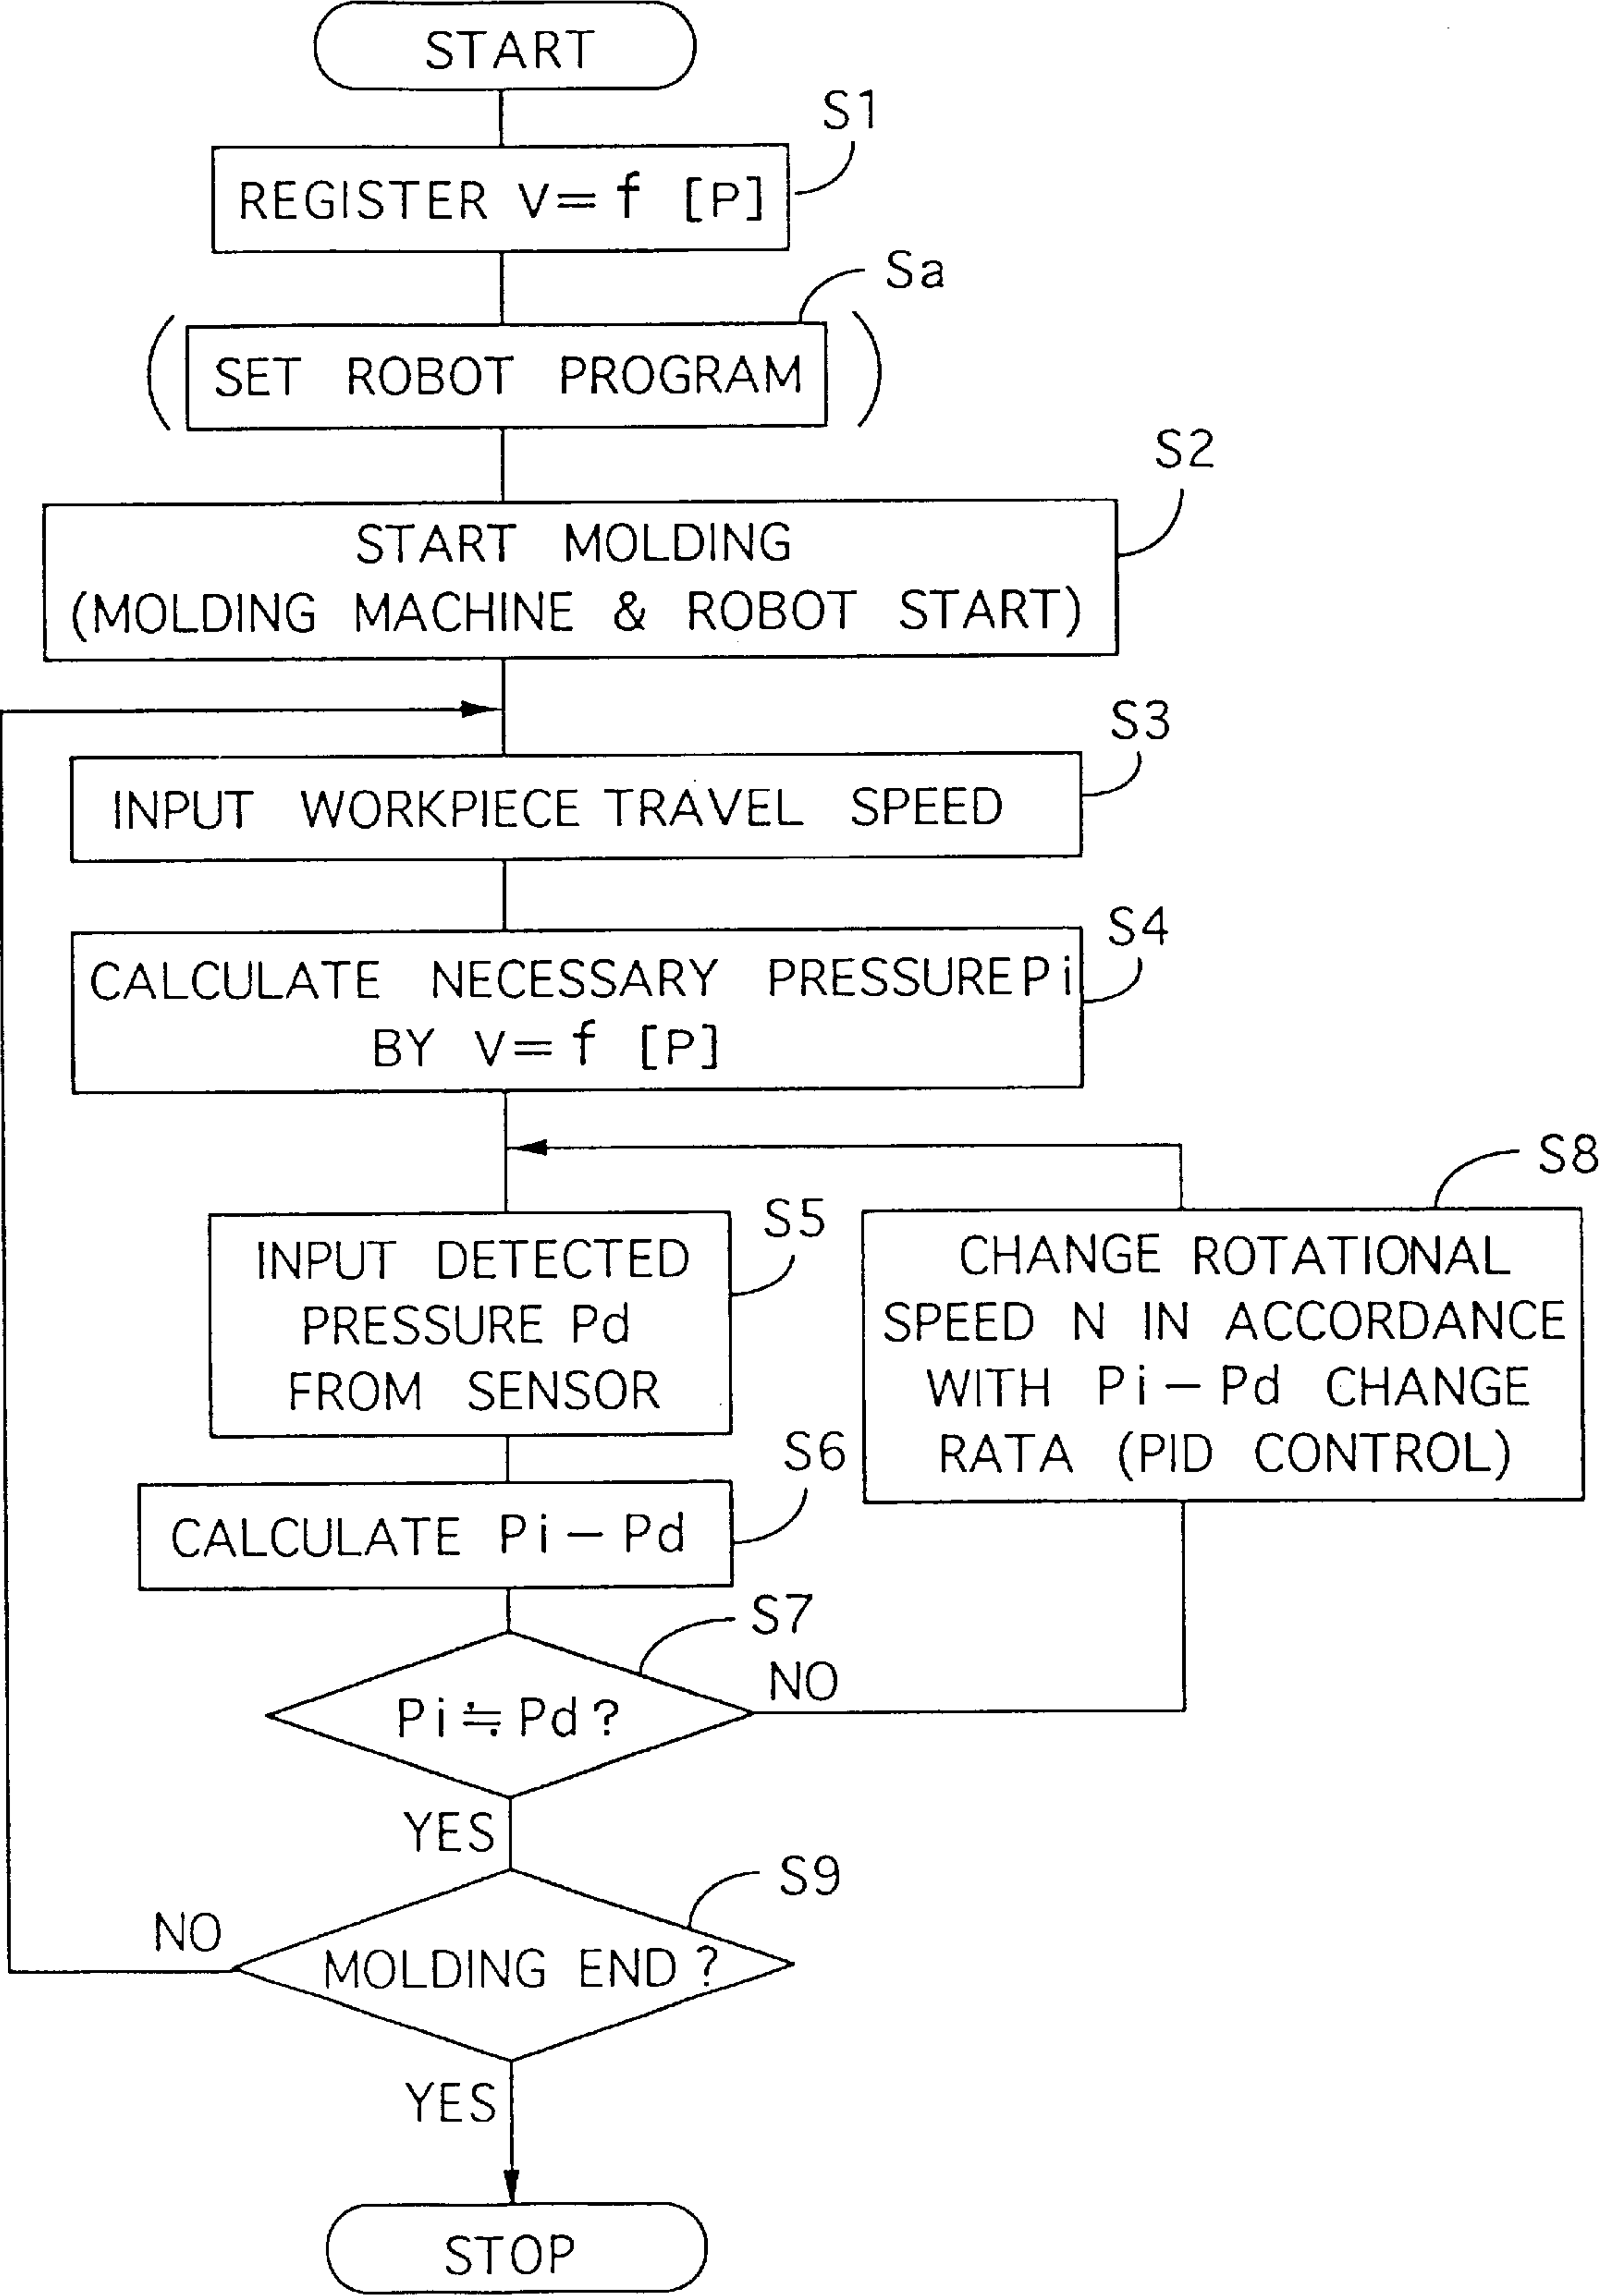 START
S1
REGISTER V=f [P]
Sa
(SET ROBOT PROGRAM)
S2
START MOLDING
(MOLDING MACHINE & ROBOT START)
S3
INPUT WORKPIECE TRAVEL SPEED
S4
CALCULATE NECESSARY PRESSURE Pi
BY V=f [P]
S5
INPUT DETECTED
PRESSURE Pd
FROM SENSOR
S8
CHANGE ROTATIONAL
SPEED N IN ACCORDANCE
WITH Pi-Pd CHANGE
RATA (PID CONTROL)
S6
CALCULATE Pi-Pd
S7
Pi≒Pd?
NO
YES
S9
MOLDING END?
NO
YES
STOP